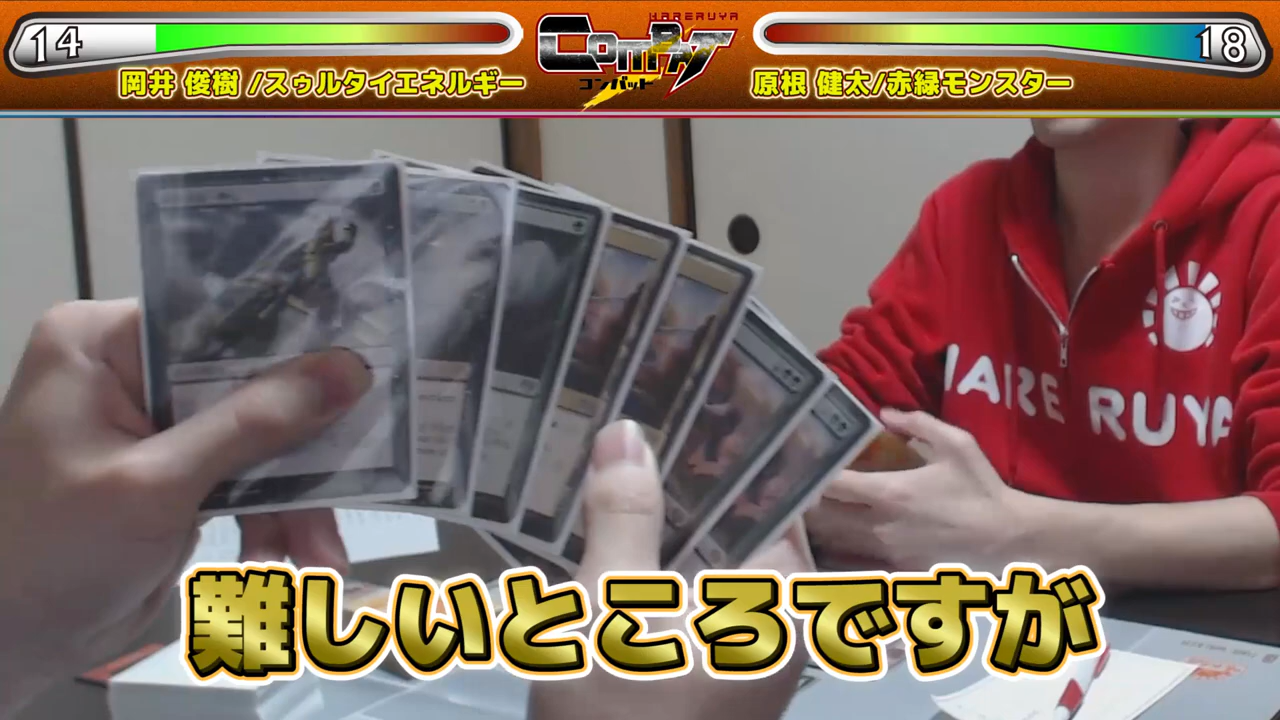 14
HARERUYA
COMBAT
コンバット
18
岡井 俊樹 /スゥルタイエネルギー
原根 健太/赤緑モンスター
HARE RUYA
難しいところですが